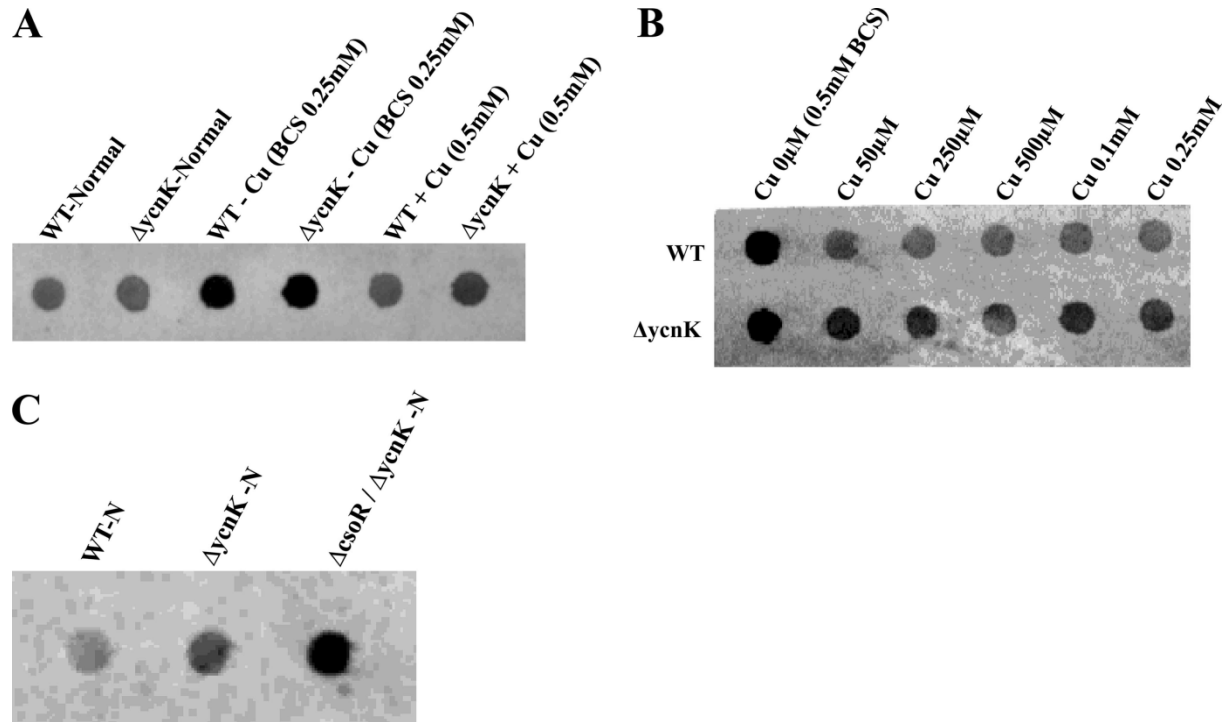 A
WT-Normal
ΔycnK-Normal
WT - Cu (BCS 0.25mM)
ΔycnK - Cu (BCS 0.25mM)
WT + Cu (0.5mM)
ΔycnK + Cu (0.5mM)
B
Cu 0µM (0.5mM BCS)
Cu 50µM
Cu 250µM
Cu 500µM
Cu 0.1mM
Cu 0.25mM
WT
ΔycnK
C
WT-N
ΔycnK -N
ΔcsoR / ΔycnK -N